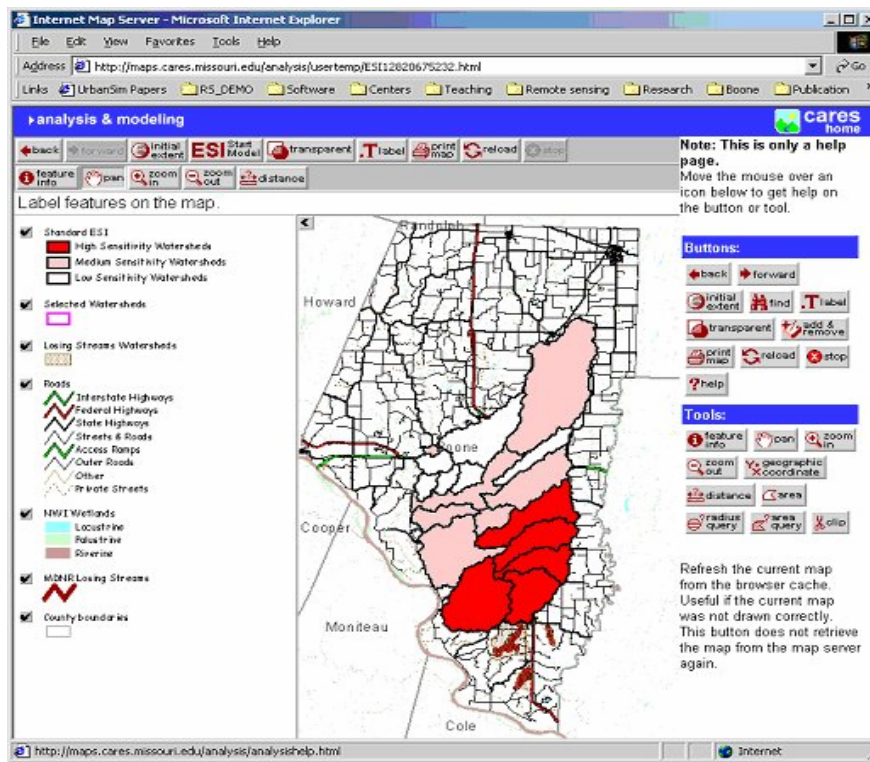 Internet Map Server - Microsoft Internet Explorer
File Edit View Favorites Tools Help
Address http://maps.cares.missouri.edu/analysis/usertemp/ESI12820675232.html Go
Links UrbanSim Papers RS_DEMO Software Centers Teaching Remote sensing Research Boone Publication
analysis & modeling
cares
home
back forward initial extent ESI Start Model transparent .T label print map reload stop
feature info pan zoom in zoom out distance
Label features on the map.
Standard ESI
High Sensitivity Watersheds
Medium Sensitivity Watersheds
Low Sensitivity Watersheds
Selected Watersheds
Losing Streams Watersheds
Roads
Interstate Highways
Federal Highways
State Highways
Streets & Roads
Access Ramps
Outer Roads
Other
Private Streets
NWI Wetlands
Locustrine
Palustrine
Riverine
MDNR Losing Streams
County boundaries
Randolph
Howard
Boone
Cooper
Moniteau
Cole
Note: This is only a help
page.
Move the mouse over an
icon below to get help on
the button or tool.
Buttons:
back forward
initial extent find .T label
transparent add & remove
print map reload stop
? help
Tools:
feature info pan zoom in
zoom out geographic coordinate
distance area
radius query area query clip
Refresh the current map
from the browser cache.
Useful if the current map
was not drawn correctly.
This button does not retrieve
the map from the map server
again.
http://maps.cares.missouri.edu/analysis/analysishelp.html
Internet